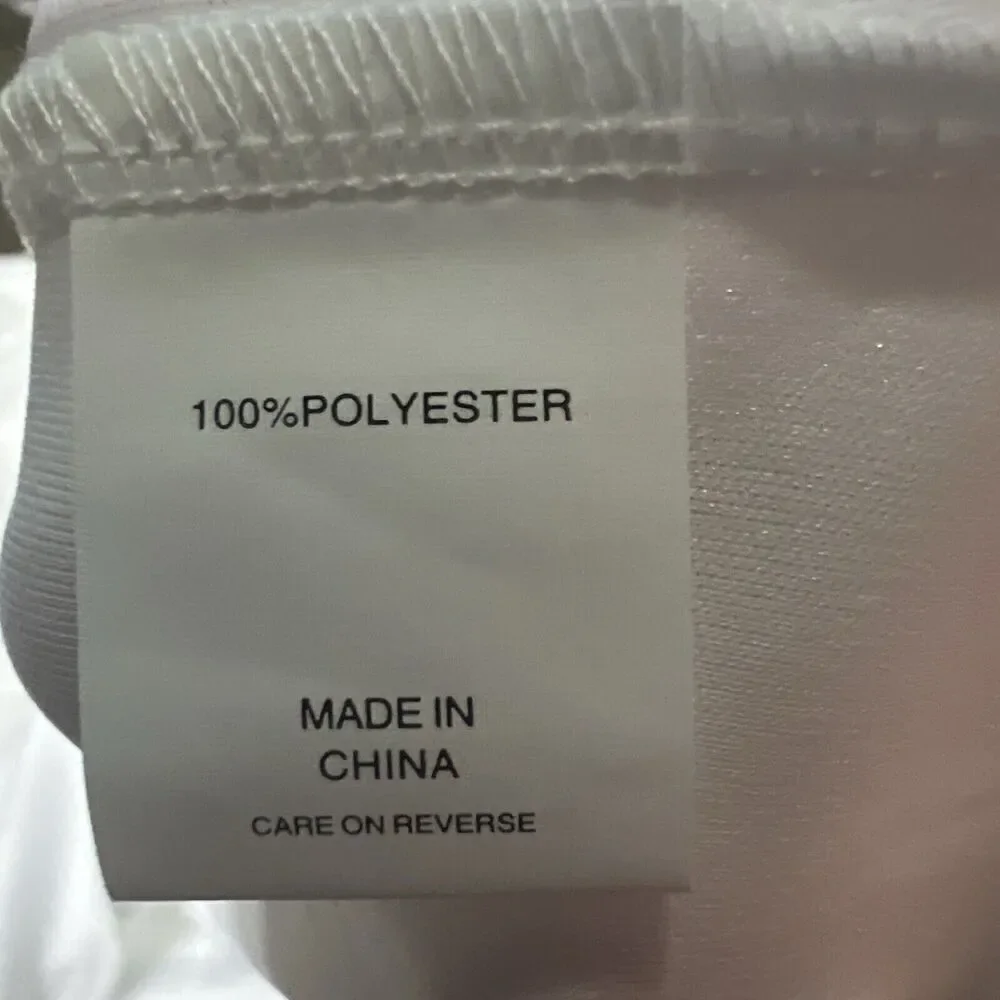 100%POLYESTER
MADE IN
CHINA
CARE ON REVERSE